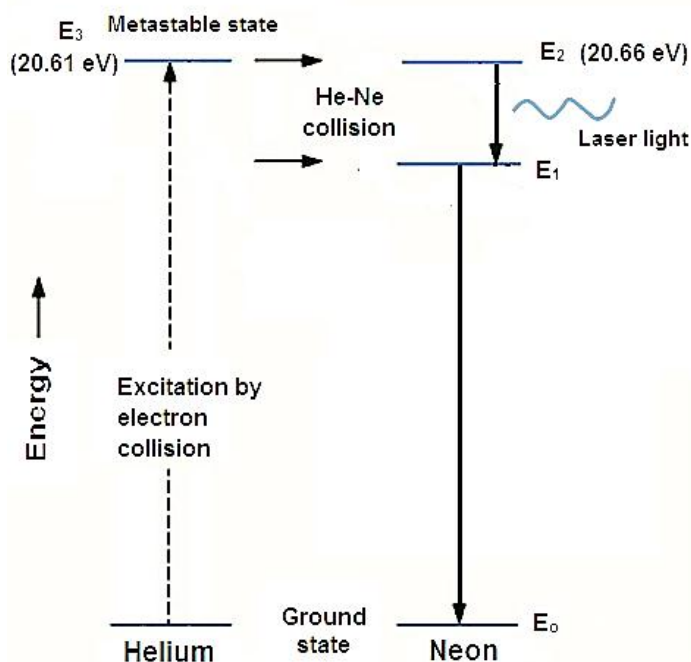 E₃ Metastable state
(20.61 eV)
E₂ (20.66 eV)
He-Ne
collision
Laser light
E₁
Energy
Excitation by
electron
collision
Ground
state
Eₒ
Helium
Neon